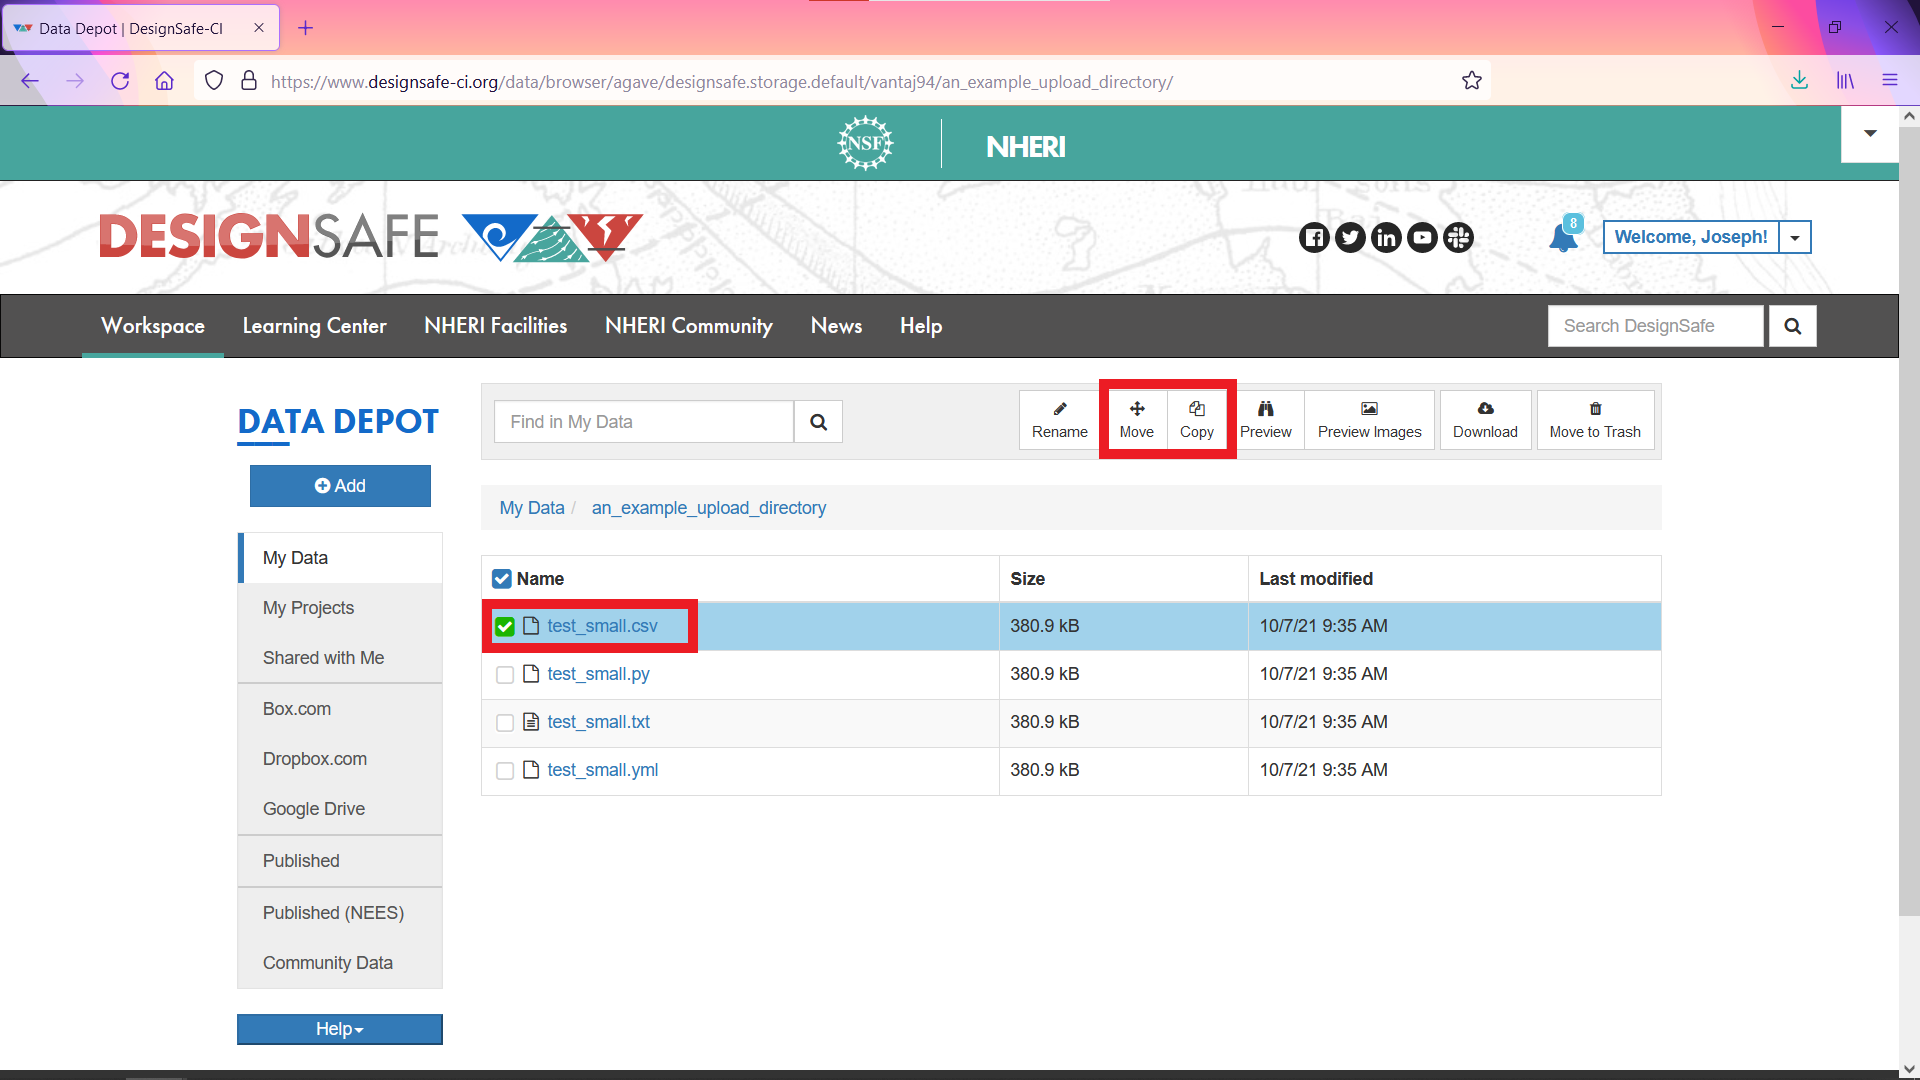 Data Depot | DesignSafe-CI
https://www.designsafe-ci.org/data/browser/agave/designsafe.storage.default/vantaj94/an_example_upload_directory/
NSF NHERI
DESIGNSAFE
8
Welcome, Joseph!
Workspace Learning Center NHERI Facilities NHERI Community News Help Search DesignSafe
DATA DEPOT
Add
My Data
My Projects
Shared with Me
Box.com
Dropbox.com
Google Drive
Published
Published (NEES)
Community Data
Help
Find in My Data
Rename Move Copy Preview Preview Images Download Move to Trash
My Data / an_example_upload_directory
Name Size Last modified
test_small.csv 380.9 kB 10/7/21 9:35 AM
test_small.py 380.9 kB 10/7/21 9:35 AM
test_small.txt 380.9 kB 10/7/21 9:35 AM
test_small.yml 380.9 kB 10/7/21 9:35 AM